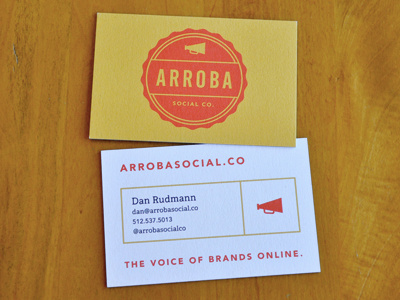 ARROBA
SOCIAL CO.
ARROBASOCIAL.CO
Dan Rudmann
dan@arrobasocial.co
512.537.5013
@arrobasocialco
THE VOICE OF BRANDS ONLINE.